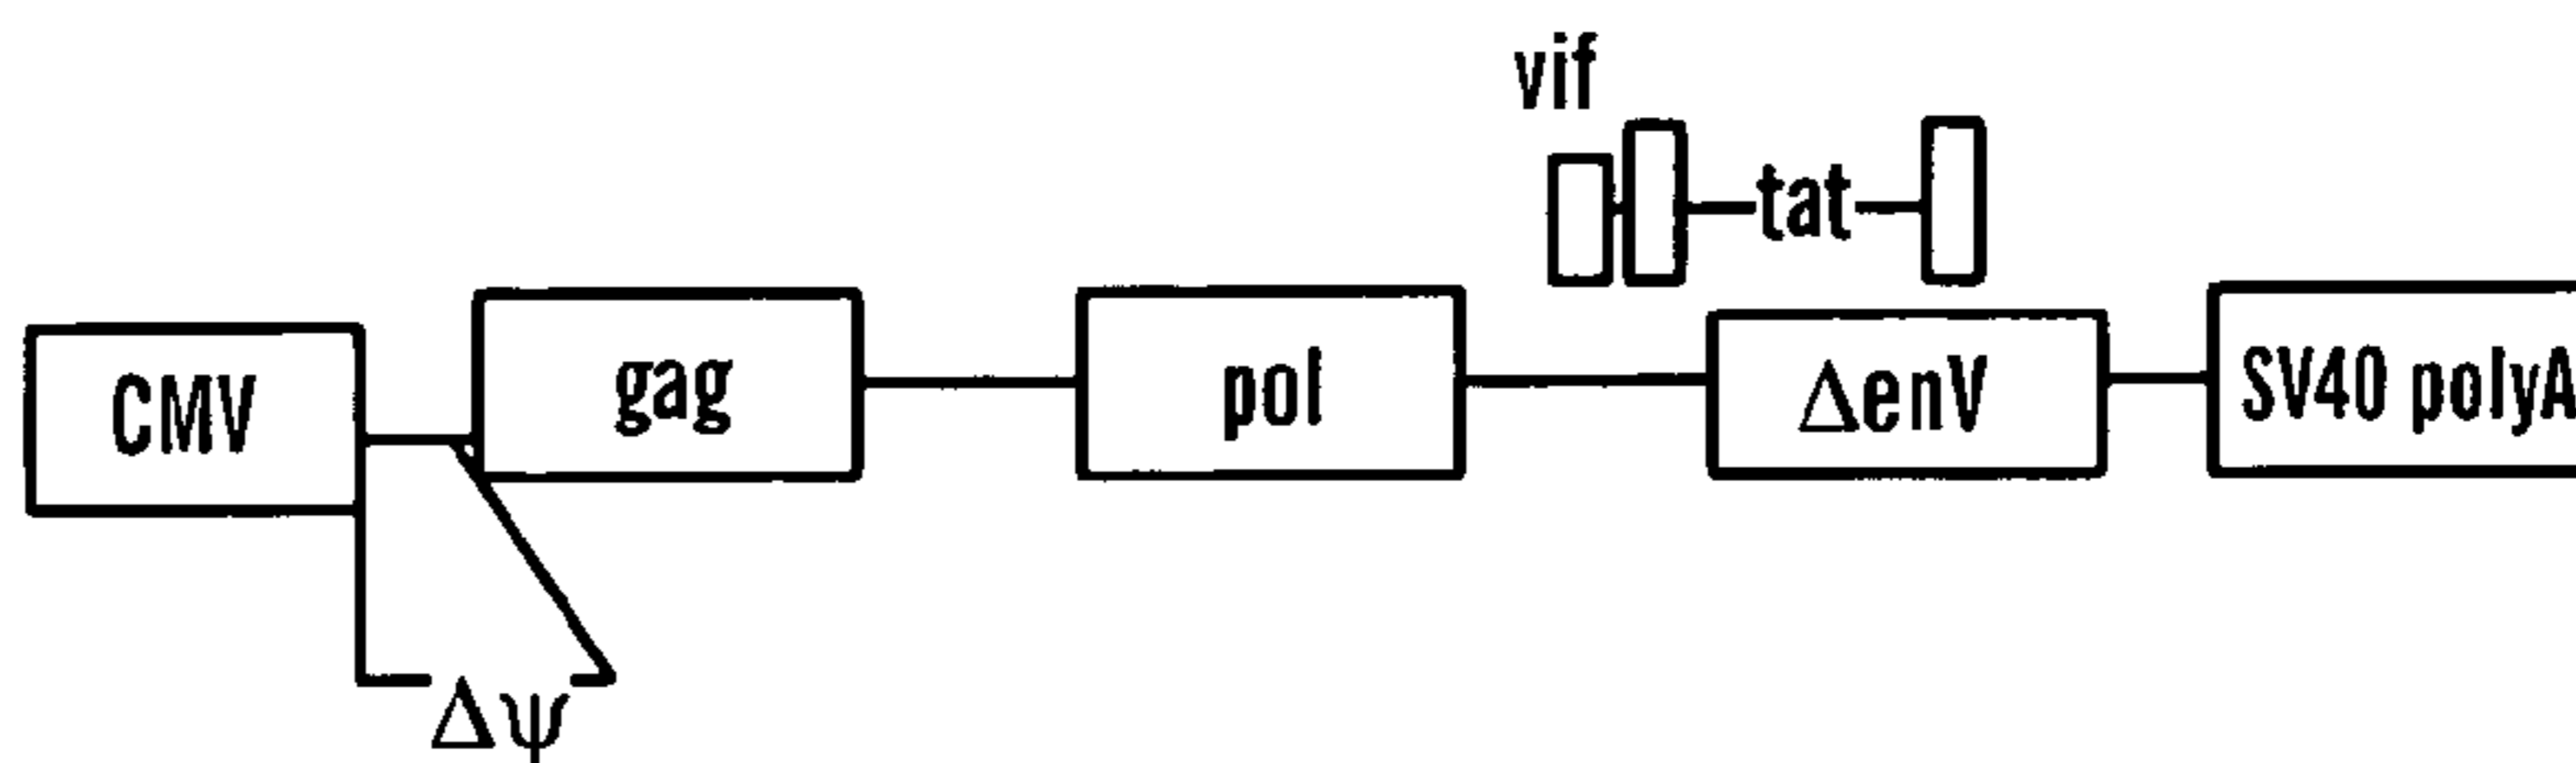 vif
tat
CMV
gag
pol
ΔenV
SV40 polyA
Δψ